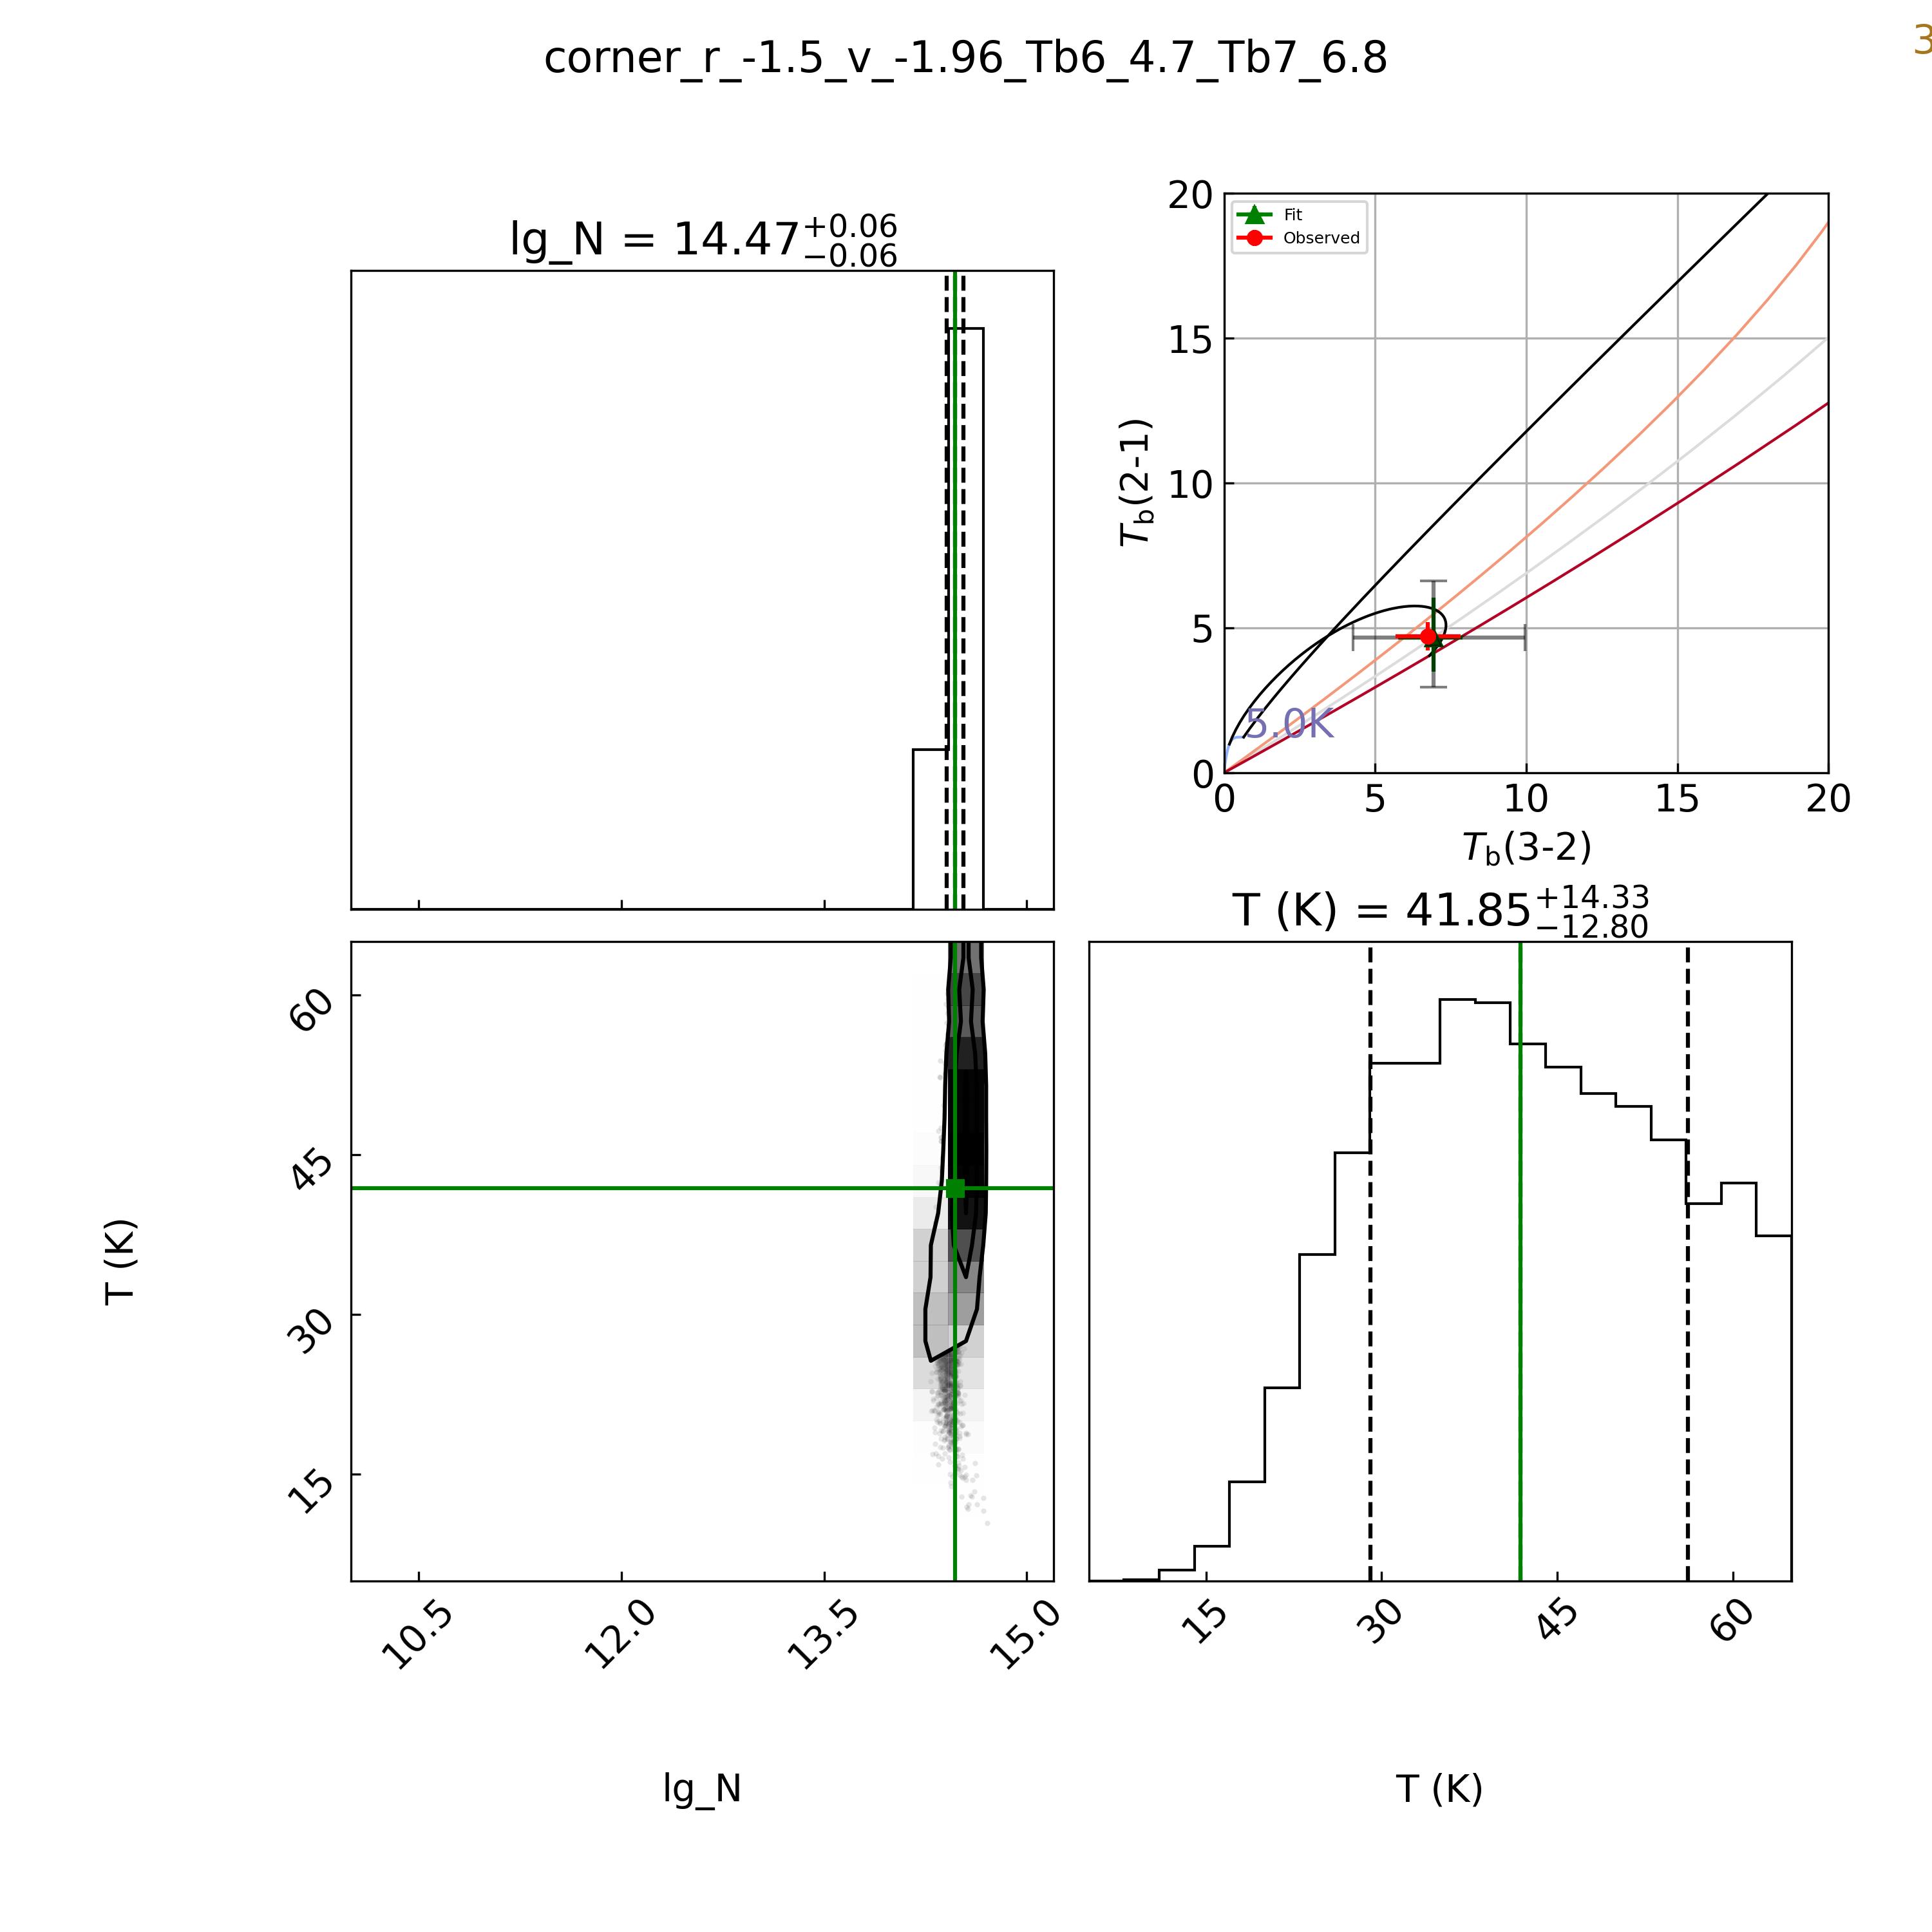 3
corner_r_-1.5_v_-1.96_Tb6_4.7_Tb7_6.8
lg_N = 14.47+0.06−0.06
20
15
10
5
0
Tb(2-1)
Fit
Observed
5.0K
0 5 10 15 20
Tb(3-2)
T (K) = 41.85+14.33−12.80
60
45
30
15
T (K)
10.5 12.0 13.5 15.0
lg_N
15 30 45 60
T (K)